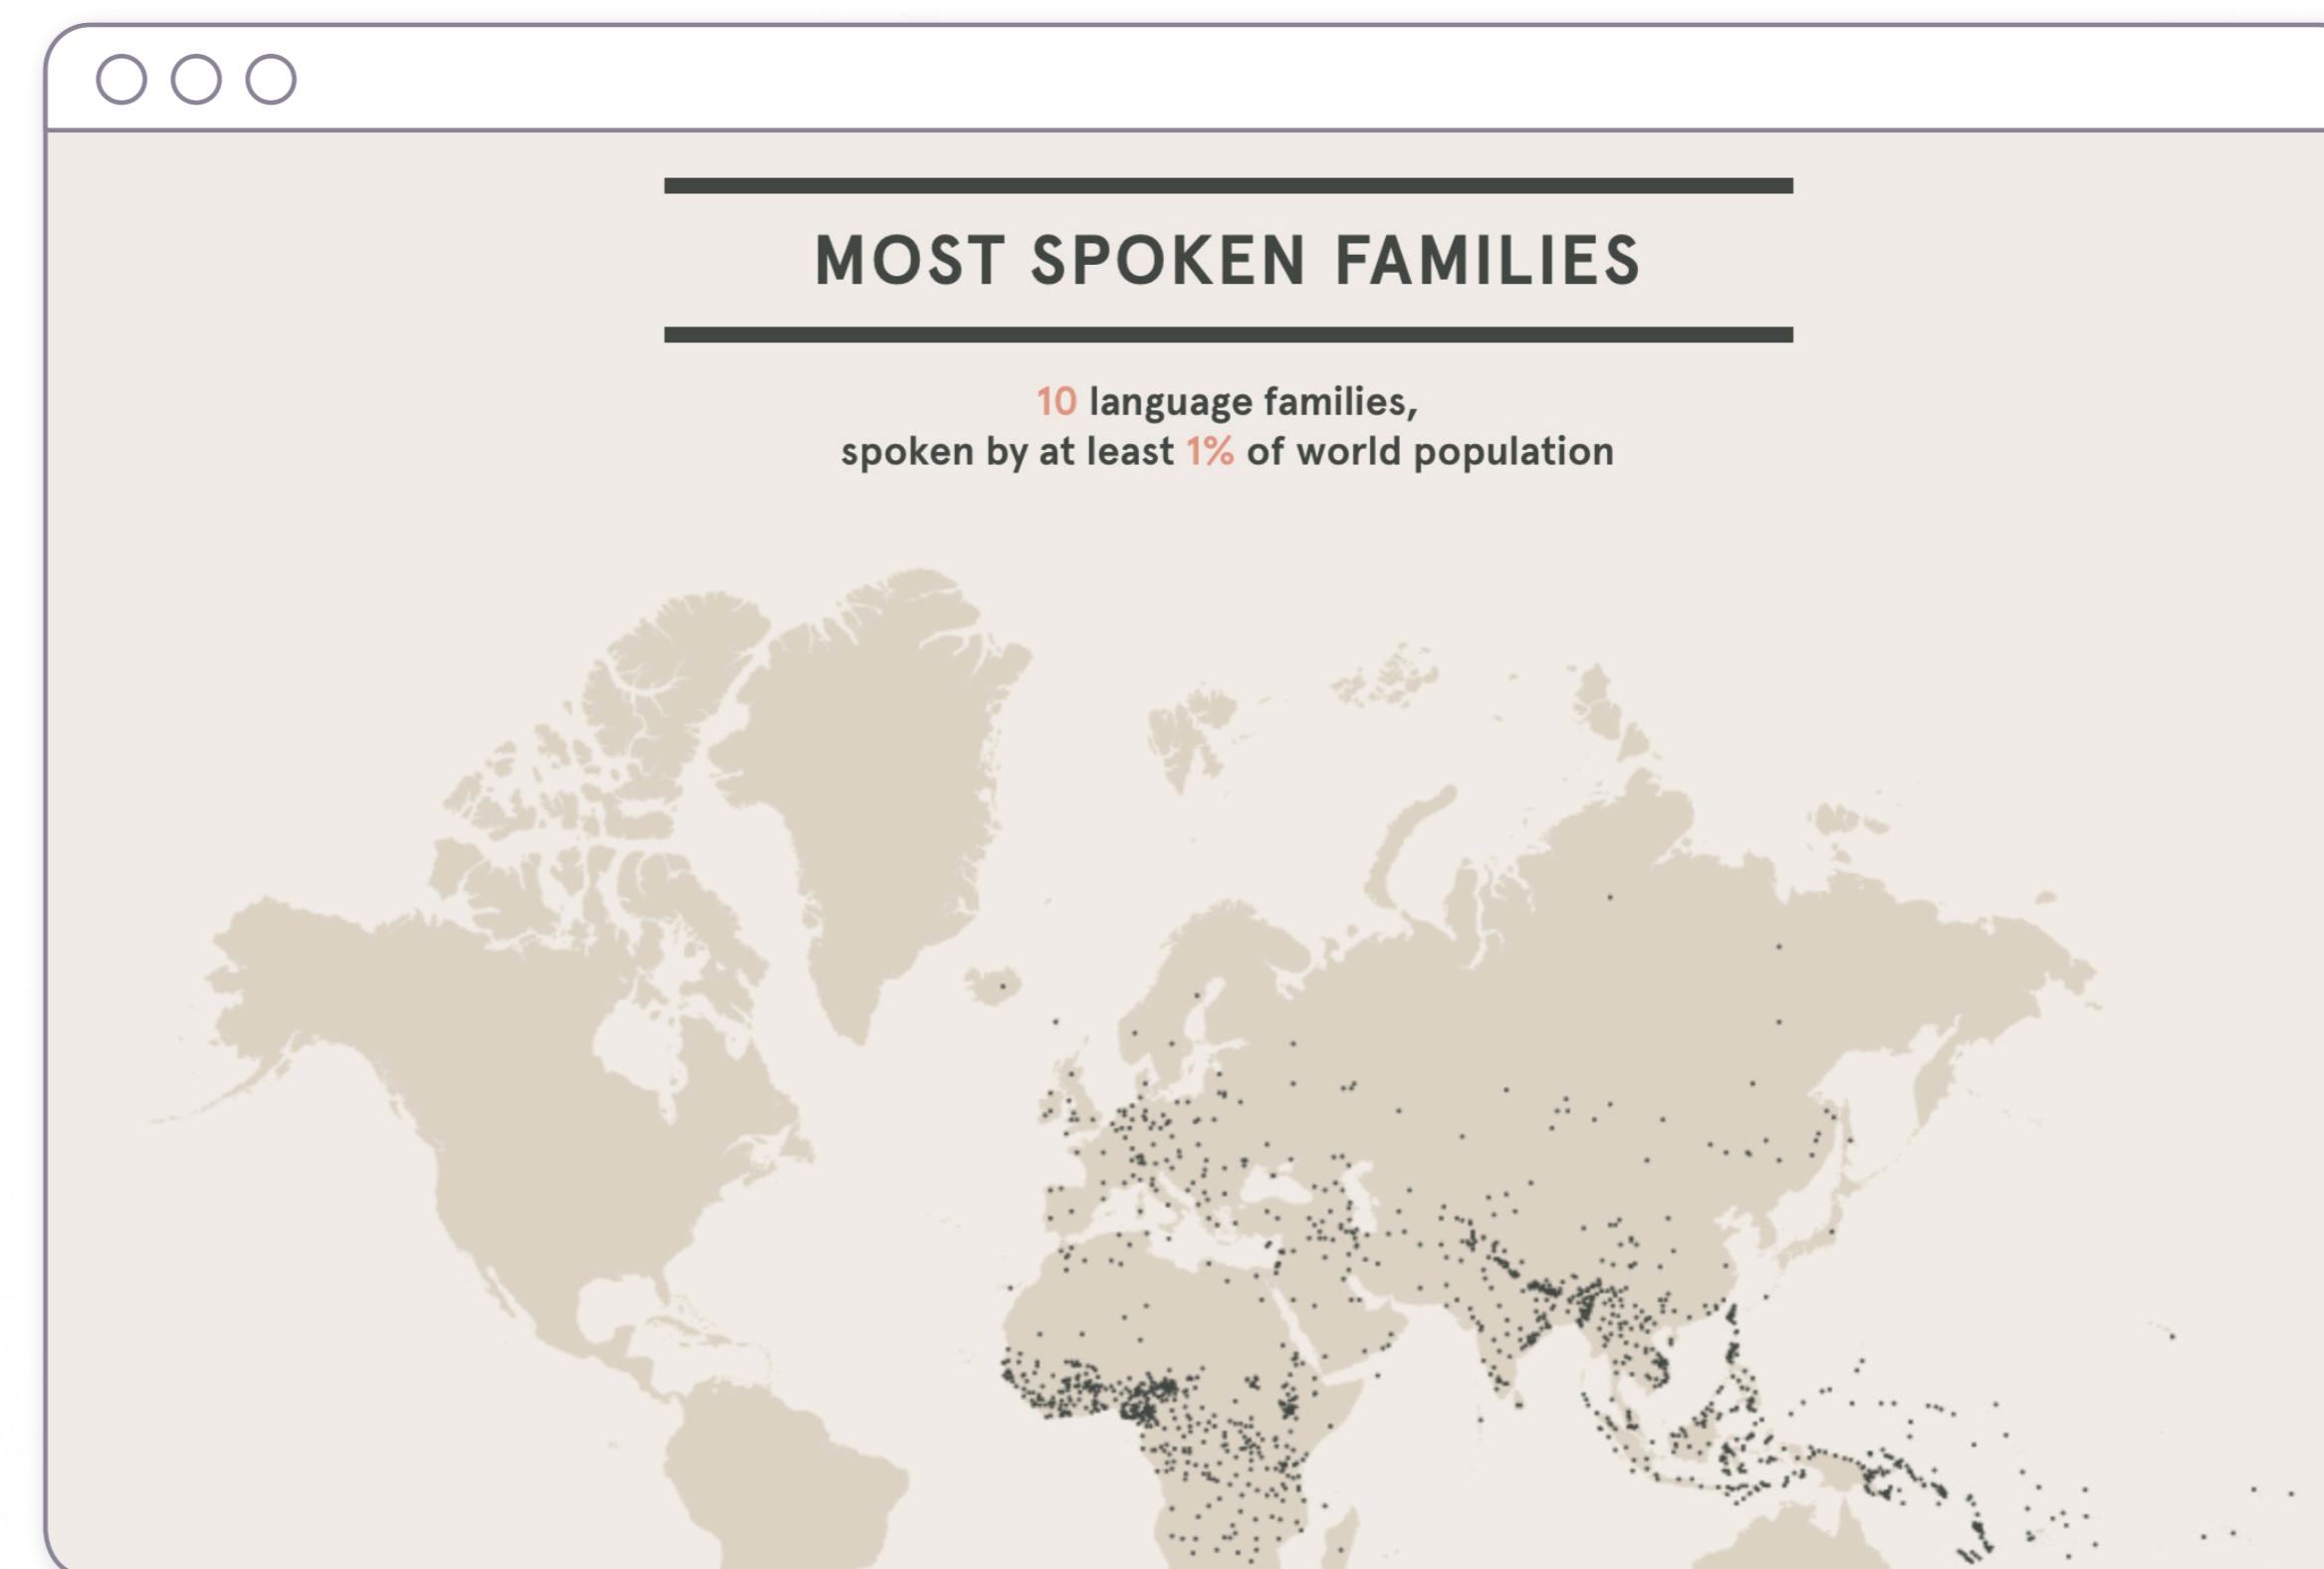 MOST SPOKEN FAMILIES
10 language families,
spoken by at least 1% of world population